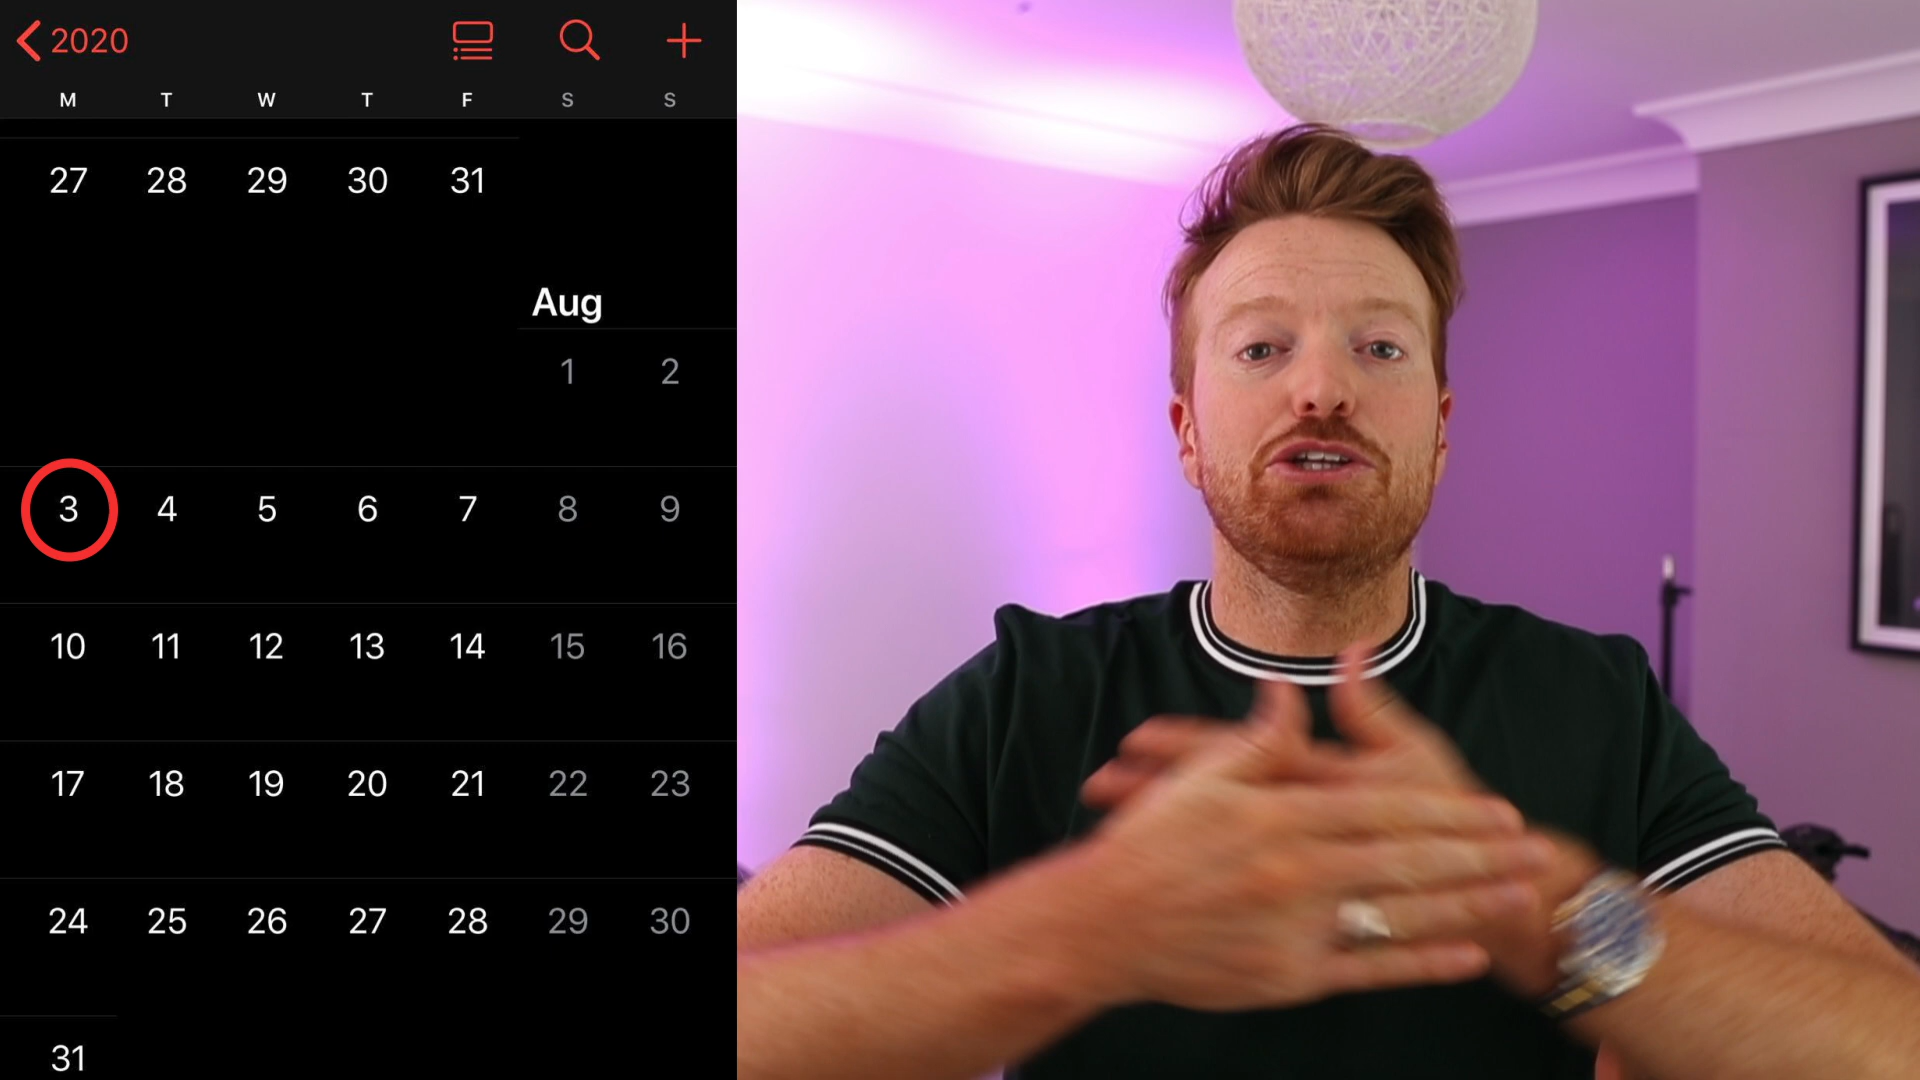 2020
M T W T F S S
27 28 29 30 31
Aug
1 2
3 4 5 6 7 8 9
10 11 12 13 14 15 16
17 18 19 20 21 22 23
24 25 26 27 28 29 30
31